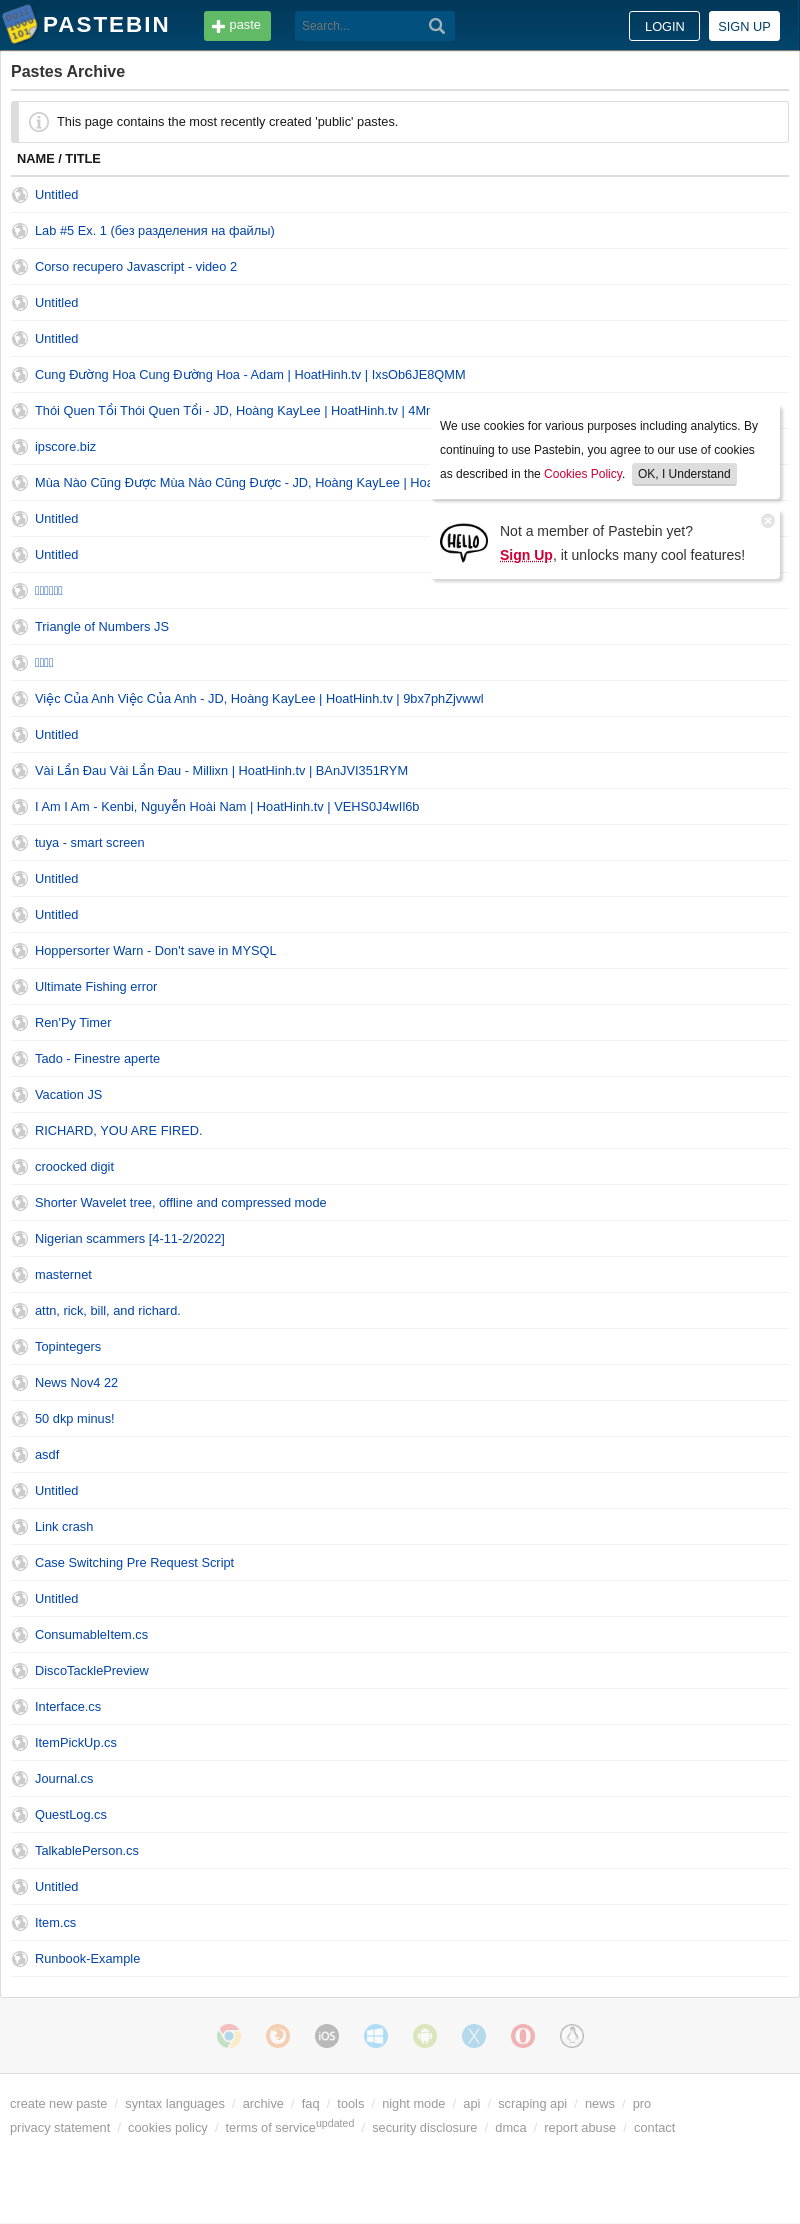 PASTEBIN
paste
Search...
LOGIN
SIGN UP
Pastes Archive
This page contains the most recently created 'public' pastes.
NAME / TITLE
Untitled
Lab #5 Ex. 1 (без разделения на файлы)
Corso recupero Javascript - video 2
Untitled
Untitled
Cung Đường Hoa Cung Đường Hoa - Adam | HoatHinh.tv | IxsOb6JE8QMM
Thói Quen Tồi Thói Quen Tồi - JD, Hoàng KayLee | HoatHinh.tv |
ipscore.biz
Mùa Nào Cũng Được Mùa Nào Cũng Được - JD, Hoàng KayLee |
Untitled
Untitled
We use cookies for various purposes including analytics. By
continuing to use Pastebin, you agree to our use of cookies
as described in the Cookies Policy. OK, I Understand
HELLO
Not a member of Pastebin yet?
Sign Up, it unlocks many cool features!
Triangle of Numbers JS
Việc Của Anh Việc Của Anh - JD, Hoàng KayLee | HoatHinh.tv | 9bx7phZjvwwl
Untitled
Vài Lần Đau Vài Lần Đau - Millixn | HoatHinh.tv | BAnJVI351RYM
I Am I Am - Kenbi, Nguyễn Hoài Nam | HoatHinh.tv | VEHS0J4wIl6b
tuya - smart screen
Untitled
Untitled
Hoppersorter Warn - Don't save in MYSQL
Ultimate Fishing error
Ren'Py Timer
Tado - Finestre aperte
Vacation JS
RICHARD, YOU ARE FIRED.
croocked digit
Shorter Wavelet tree, offline and compressed mode
Nigerian scammers [4-11-2/2022]
masternet
attn, rick, bill, and richard.
Topintegers
News Nov4 22
50 dkp minus!
asdf
Untitled
Link crash
Case Switching Pre Request Script
Untitled
ConsumableItem.cs
DiscoTacklePreview
Interface.cs
ItemPickUp.cs
Journal.cs
QuestLog.cs
TalkablePerson.cs
Untitled
Item.cs
Runbook-Example
iOS
create new paste / syntax languages / archive / faq / tools / night mode / api / scraping api / news / pro
privacy statement / cookies policy / terms of service updated / security disclosure / dmca / report abuse / contact